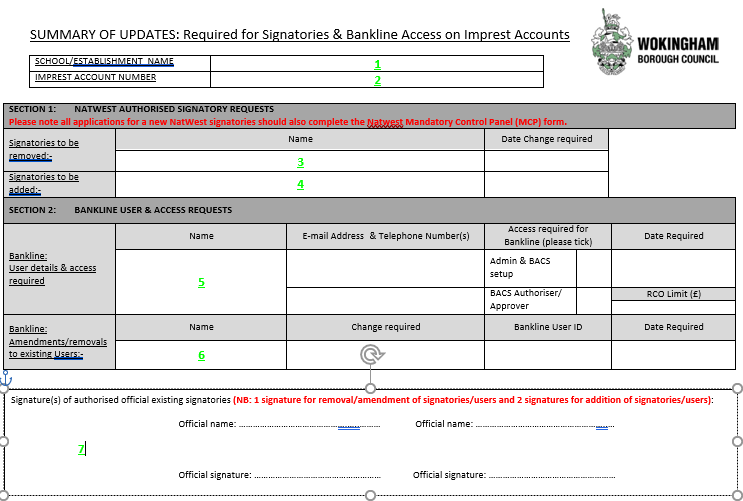 SUMMARY OF UPDATES: Required for Signatories & Bankline Access on Imprest Accounts
WOKINGHAM
BOROUGH COUNCIL
SCHOOL/ESTABLISHMENT NAME 1
IMPREST ACCOUNT NUMBER 2
SECTION 1: NATWEST AUTHORISED SIGNATORY REQUESTS
Please note all applications for a new NatWest signatories should also complete the Natwest Mandatory Control Panel (MCP) form.
Signatories to be
removed:-
Name
Date Change required
3
Signatories to be
added:-
4
SECTION 2: BANKLINE USER & ACCESS REQUESTS
Bankline:
User details & access
required
Name
E-mail Address & Telephone Number(s)
Access required for
Bankline (please tick)
Date Required
5
Admin & BACS
setup
BACS Authoriser/
Approver
RCO Limit (£)
Bankline:
Amendments/removals
to existing Users:-
Name
Change required
Bankline User ID
Date Required
6
Signature(s) of authorised official existing signatories (NB: 1 signature for removal/amendment of signatories/users and 2 signatures for addition of signatories/users):
Official name: ........................................................ Official name: ........................................................
7
Official signature: .................................................. Official signature: ..................................................